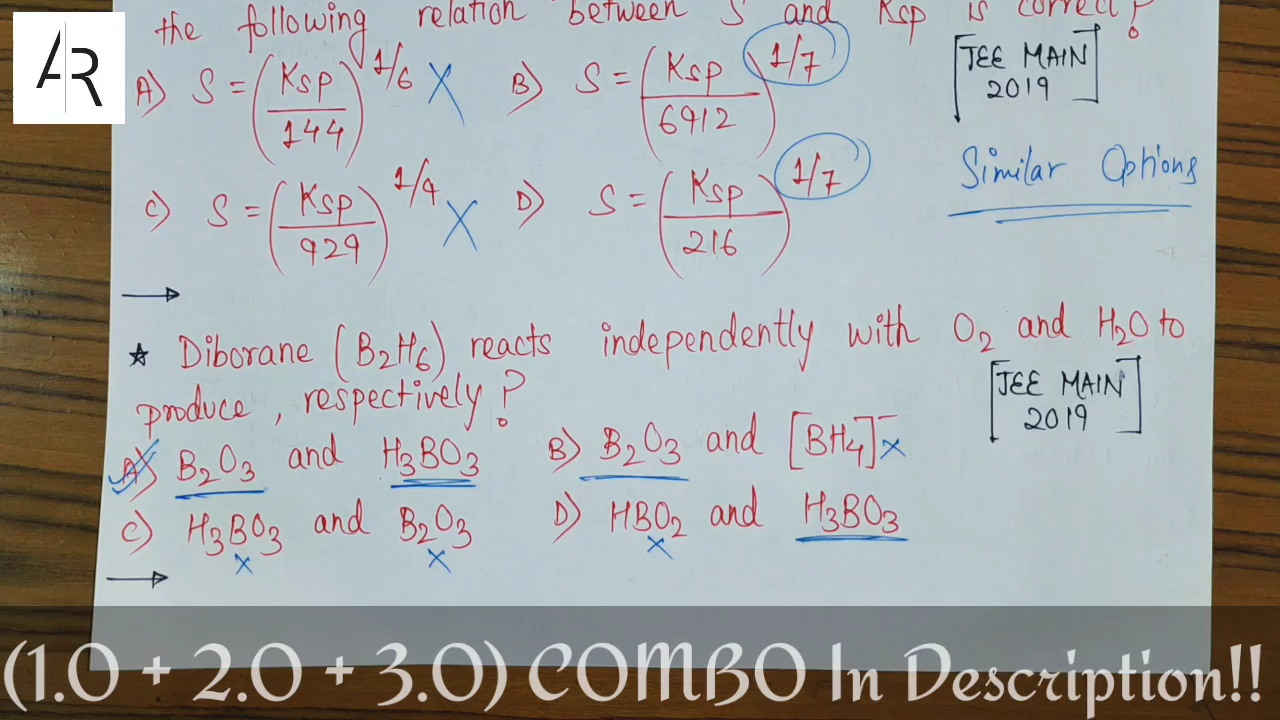 AR
the following relation between S and Ksp is correct?
A) S = (Ksp/144)^1/6 X B) S = (Ksp/6912)^1/7
[JEE MAIN 2019]
Similar Options
C) S = (Ksp/929)^1/9 X D) S = (Ksp/216)^1/7
→
★ Diborane (B₂H₆) reacts independently with O₂ and H₂O to
produce, respectively?
[JEE MAIN 2019]
A) B₂O₃ and H₃BO₃ B) B₂O₃ and [BH₄]⁻ x
C) H₃BO₃ and B₂O₃ D) HBO₂ and H₃BO₃
x x x
→
(1.0 + 2.0 + 3.0) COMBO In Description!!